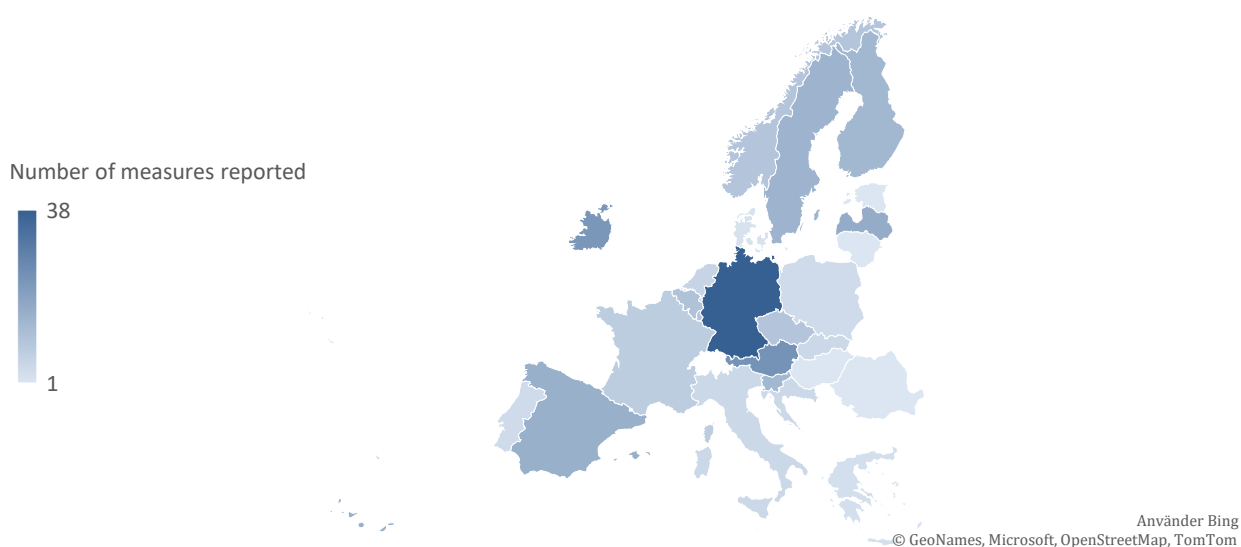 Number of measures reported
38
1
Använder Bing
© GeoNames, Microsoft, OpenStreetMap, TomTom